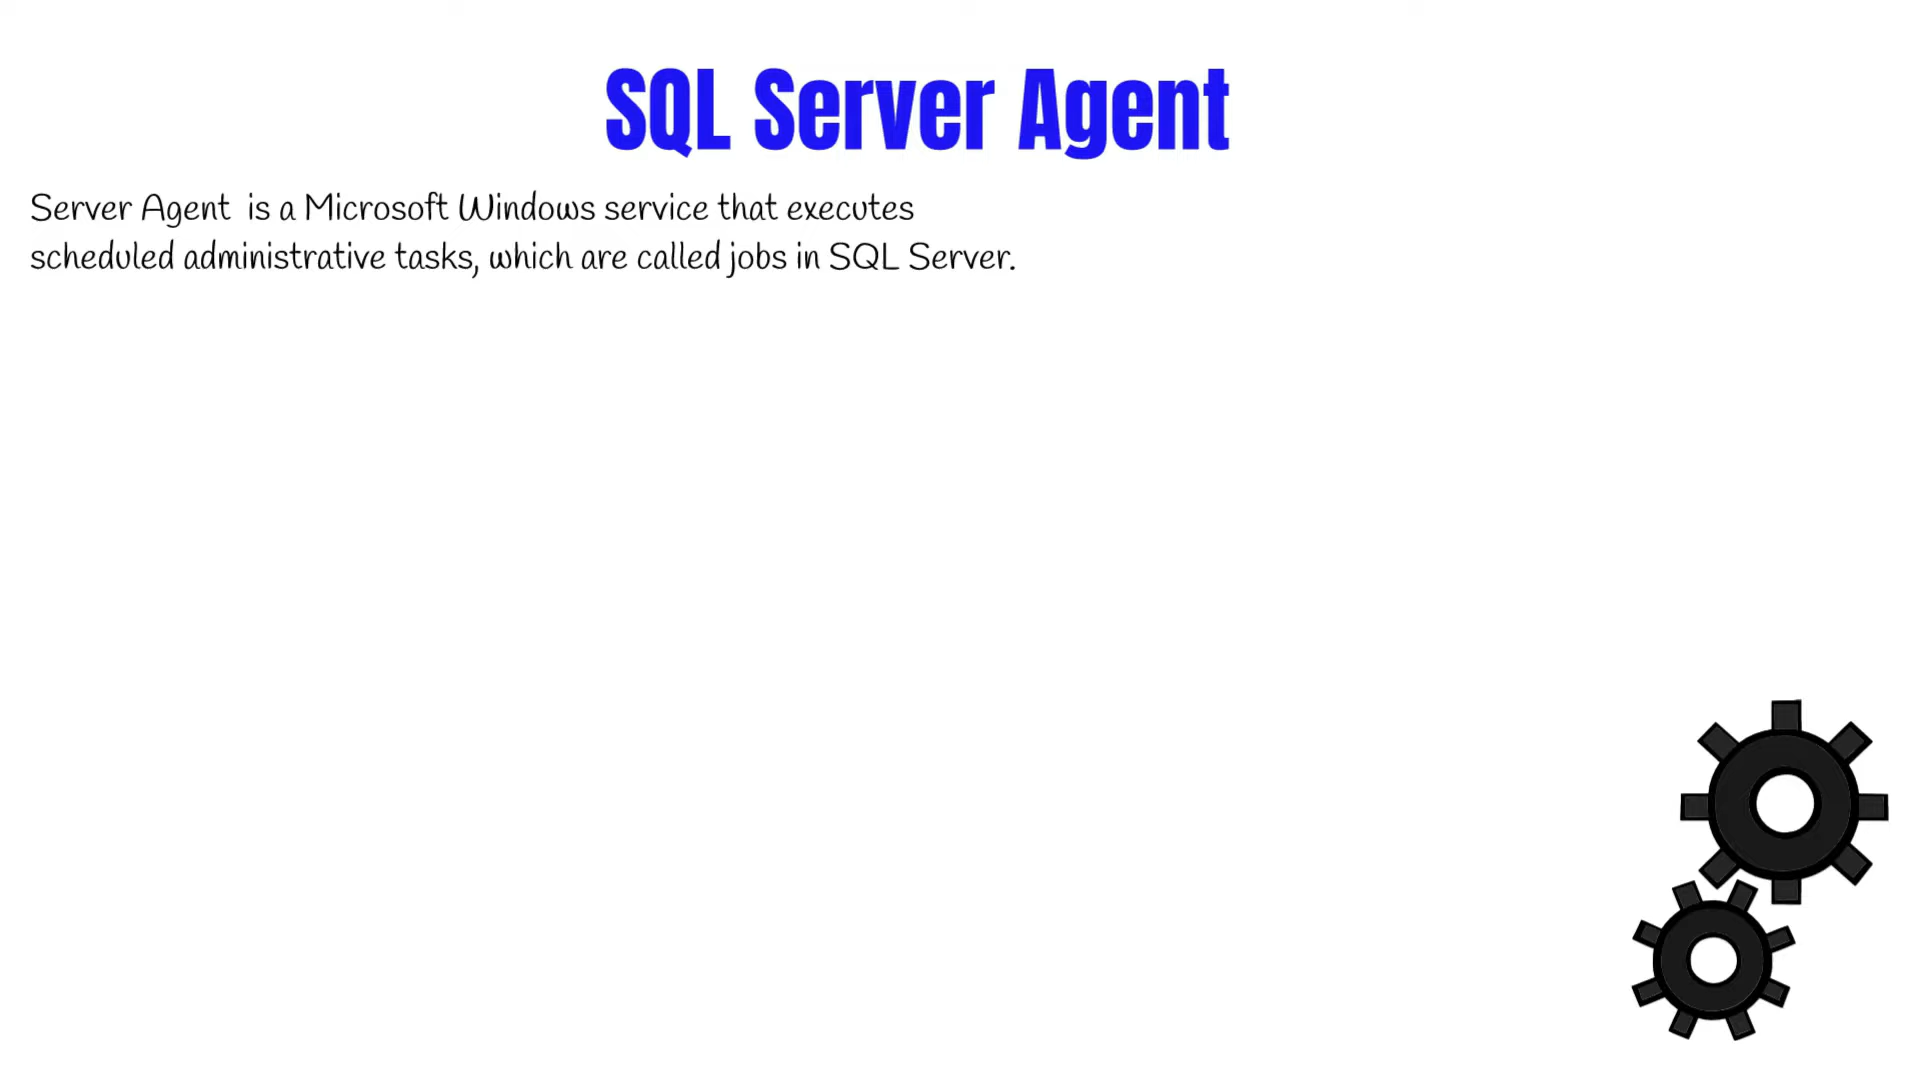 SQL Server Agent
Server Agent  is a Microsoft Windows service that executes
scheduled administrative tasks, which are called jobs in SQL Server.